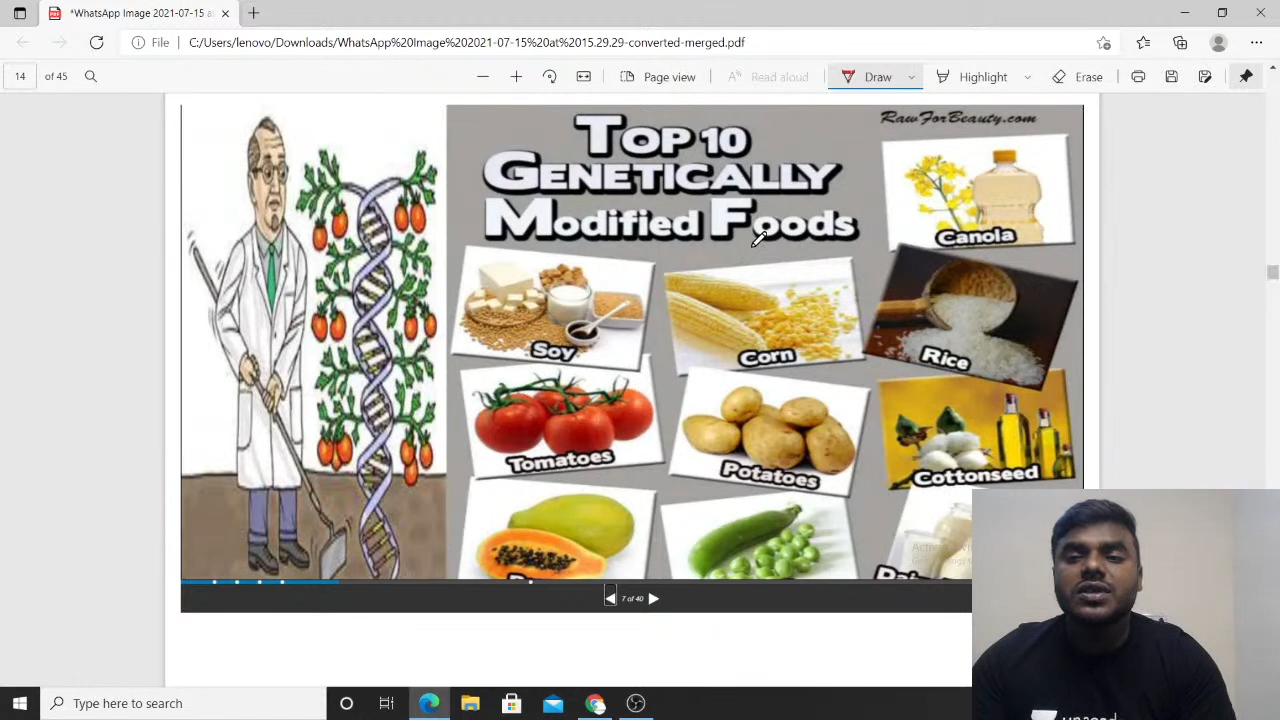 *WhatsApp Image 2021-07-15 a
File
C:/Users/lenovo/Downloads/WhatsApp%20Image%202021-07-15%20at%2015.29.29-converted-merged.pdf
14
of 45
Page view
Read aloud
Draw
Highlight
Erase
RawForBeauty.com
Top 10
Genetically
Modified Foods
Canola
Soy
Corn
Rice
Tomatoes
Potatoes
Cottonseed
7 of 40
Type here to search